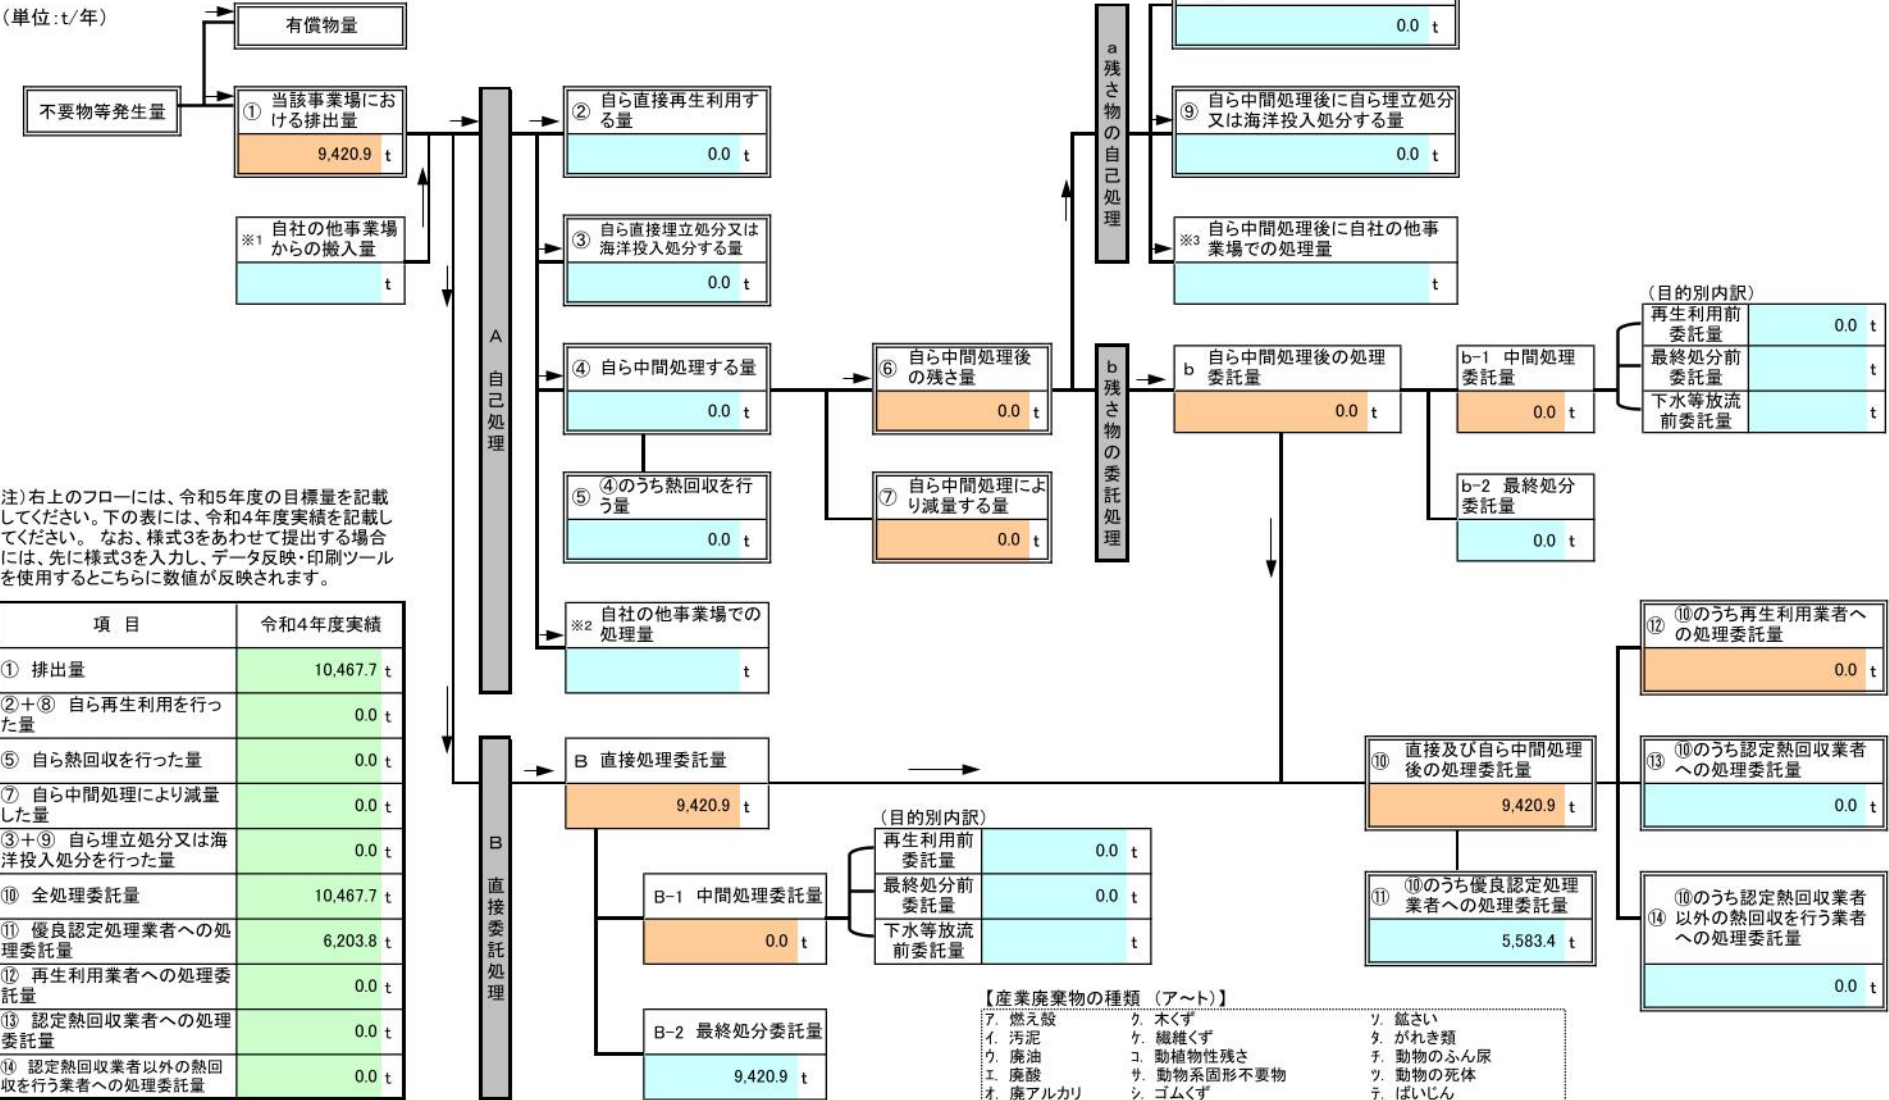 (単位:t/年)
有償物量
不要物等発生量
① 当該事業場にお
ける排出量
9,420.9 t
※1 自社の他事業場
からの搬入量
t
A 自己処理
② 自ら直接再生利用す
る量
0.0 t
③ 自ら直接埋立処分又は
海洋投入処分する量
0.0 t
④ 自ら中間処理する量
0.0 t
⑤ ④のうち熱回収を行
う量
0.0 t
※2 自社の他事業場での
処理量
t
⑥ 自ら中間処理後
の残さ量
0.0 t
⑦ 自ら中間処理によ
り減量する量
0.0 t
a 残さ物の自己処理
0.0 t
⑨ 自ら中間処理後に自ら埋立処分
又は海洋投入処分する量
0.0 t
※3 自ら中間処理後に自社の他事
業場での処理量
t
b 残さ物の委託処理
b 自ら中間処理後の処理
委託量
0.0 t
b-1 中間処理
委託量
0.0 t
(目的別内訳)
再生利用前
委託量
0.0 t
最終処分前
委託量
t
下水等放流
前委託量
t
b-2 最終処分
委託量
0.0 t
注)右上のフローには、令和5年度の目標量を記載
してください。下の表には、令和4年度実績を記載し
てください。 なお、様式3をあわせて提出する場合
には、先に様式3を入力し、データ反映・印刷ツール
を使用するとこちらに数値が反映されます。
項 目 令和4年度実績
① 排出量 10,467.7 t
②+⑧ 自ら再生利用を行っ
た量 0.0 t
⑤ 自ら熱回収を行った量 0.0 t
⑦ 自ら中間処理により減量
した量 0.0 t
③+⑨ 自ら埋立処分又は海
洋投入処分を行った量 0.0 t
⑩ 全処理委託量 10,467.7 t
⑪ 優良認定処理業者への処
理委託量 6,203.8 t
⑫ 再生利用業者への処理委
託量 0.0 t
⑬ 認定熱回収業者への処理
委託量 0.0 t
⑭ 認定熱回収業者以外の熱回
収を行う業者への処理委託量 0.0 t
B 直接委託処理
B 直接処理委託量
9,420.9 t
B-1 中間処理委託量
0.0 t
(目的別内訳)
再生利用前
委託量
0.0 t
最終処分前
委託量
0.0 t
下水等放流
前委託量
t
B-2 最終処分委託量
9,420.9 t
⑩ 直接及び自ら中間処理
後の処理委託量
9,420.9 t
⑪ ⑩のうち優良認定処理
業者への処理委託量
5,583.4 t
⑫ ⑩のうち再生利用業者へ
の処理委託量
0.0 t
⑬ ⑩のうち認定熱回収業者
への処理委託量
0.0 t
⑭ ⑩のうち認定熱回収業者
以外の熱回収を行う業者
への処理委託量
0.0 t
【産業廃棄物の種類 (ア~ト)】
ア. 燃え殻 ク. 木くず ソ. 鉱さい
イ. 汚泥 ケ. 繊維くず タ. がれき類
ウ. 廃油 コ. 動植物性残さ チ. 動物のふん尿
エ. 廃酸 サ. 動物系固形不要物 ツ. 動物の死体
オ. 廃アルカリ シ. ゴムくず テ. ばいじん